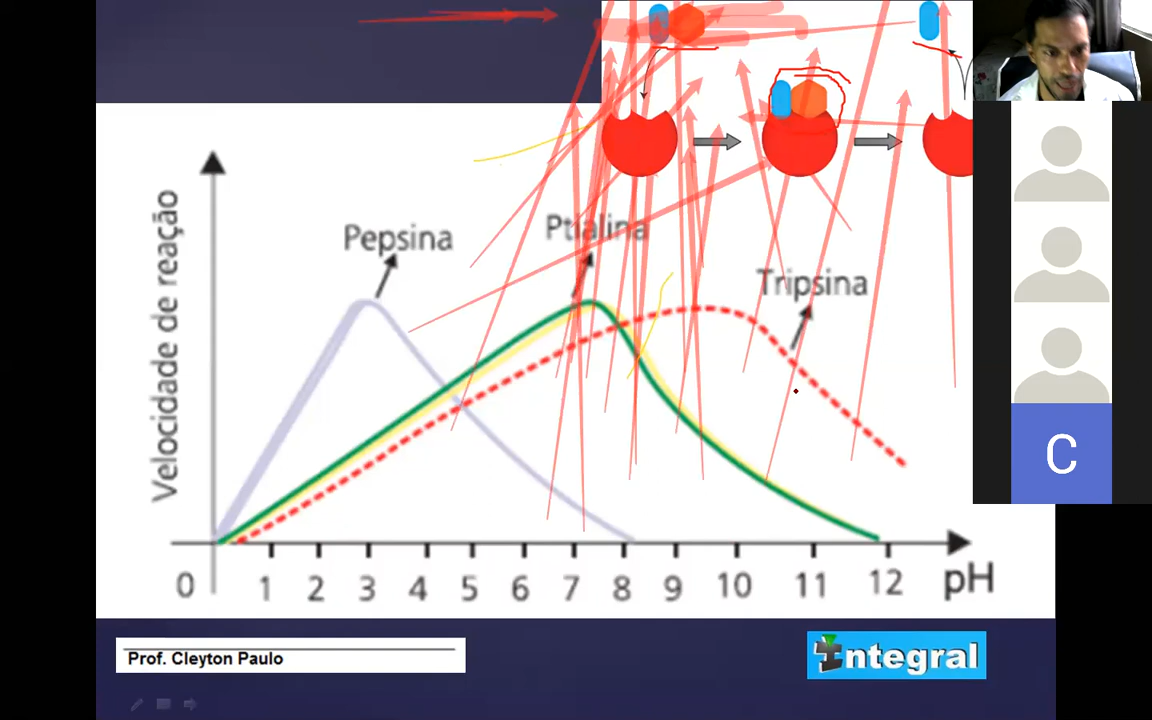 Pepsina
Ptialina
Tripsina
Velocidade de reação
0 1 2 3 4 5 6 7 8 9 10 11 12 pH
C
Prof. Cleyton Paulo
Integral